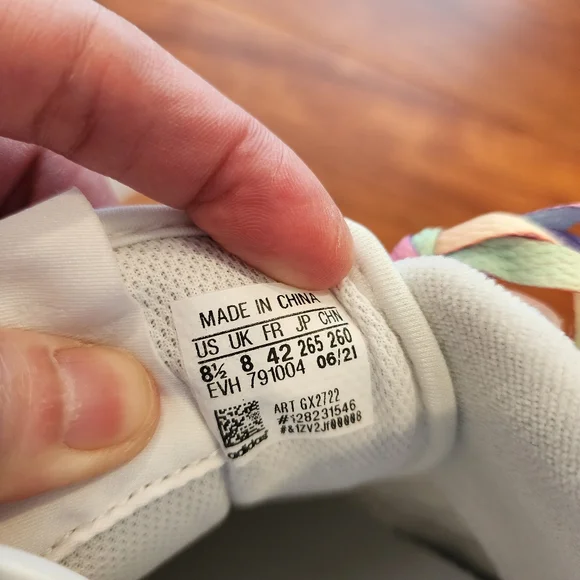 MADE IN CHINA
US UK FR JP CHN
8½ 8 42 265 260
EVH 791004 06/21
ART GX2722
#128231546
#&1ZV2J100008
adidas